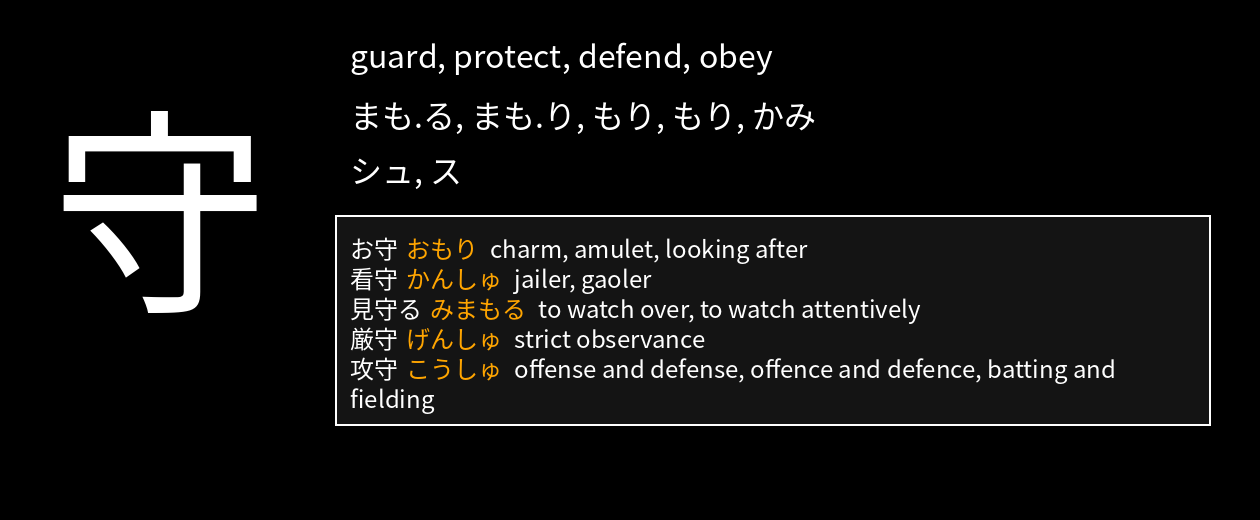 守
guard, protect, defend, obey
まも.る, まも.り, もり, もり, かみ
シュ, ス
お守 おもり charm, amulet, looking after
看守 かんしゅ jailer, gaoler
見守る みまもる to watch over, to watch attentively
厳守 げんしゅ strict observance
攻守 こうしゅ offense and defense, offence and defence, batting and
fielding